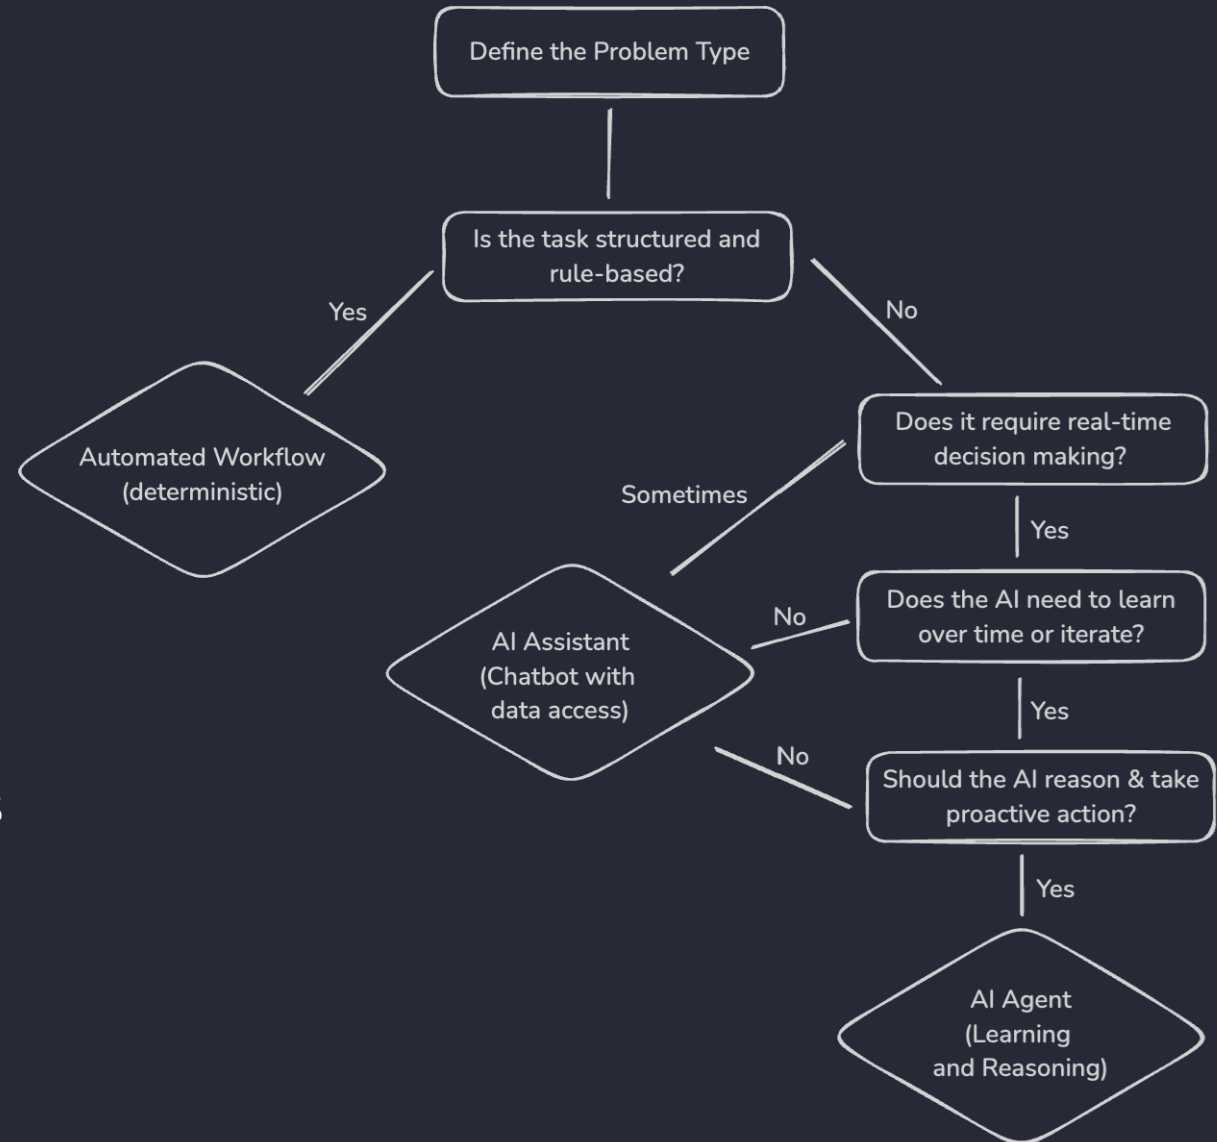 Define the Problem Type
Is the task structured and
rule-based?
Yes
No
Automated Workflow
(deterministic)
Does it require real-time
decision making?
Sometimes
Yes
Does the AI need to learn
over time or iterate?
No
AI Assistant
(Chatbot with
data access)
Yes
No
Should the AI reason & take
proactive action?
Yes
AI Agent
(Learning
and Reasoning)